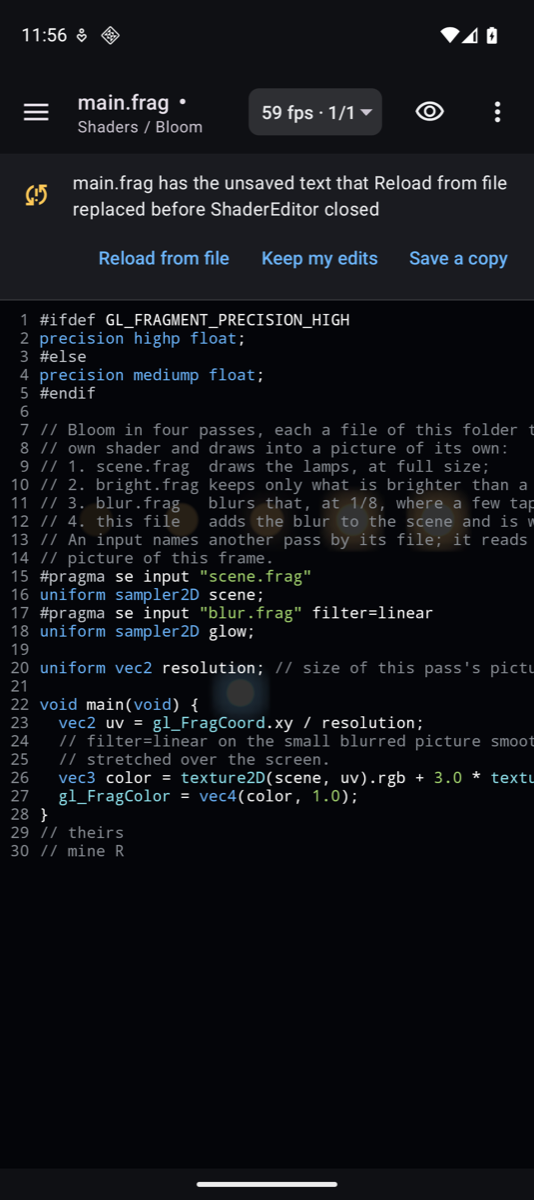 11:56
main.frag •
Shaders / Bloom
59 fps · 1/1
main.frag has the unsaved text that Reload from file
replaced before ShaderEditor closed
Reload from file Keep my edits Save a copy
1 #ifdef GL_FRAGMENT_PRECISION_HIGH
2 precision highp float;
3 #else
4 precision mediump float;
5 #endif
6
7 // Bloom in four passes, each a file of this folder t
8 // own shader and draws into a picture of its own:
9 // 1. scene.frag  draws the lamps, at full size;
10 // 2. bright.frag keeps only what is brighter than a
11 // 3. blur.frag   blurs that, at 1/8, where a few tap
12 // 4. this file   adds the blur to the scene and is w
13 // An input names another pass by its file; it reads
14 // picture of this frame.
15 #pragma se input "scene.frag"
16 uniform sampler2D scene;
17 #pragma se input "blur.frag" filter=linear
18 uniform sampler2D glow;
19
20 uniform vec2 resolution; // size of this pass's pictu
21
22 void main(void) {
23   vec2 uv = gl_FragCoord.xy / resolution;
24   // filter=linear on the small blurred picture smoot
25   // stretched over the screen.
26   vec3 color = texture2D(scene, uv).rgb + 3.0 * textu
27   gl_FragColor = vec4(color, 1.0);
28 }
29 // theirs
30 // mine R